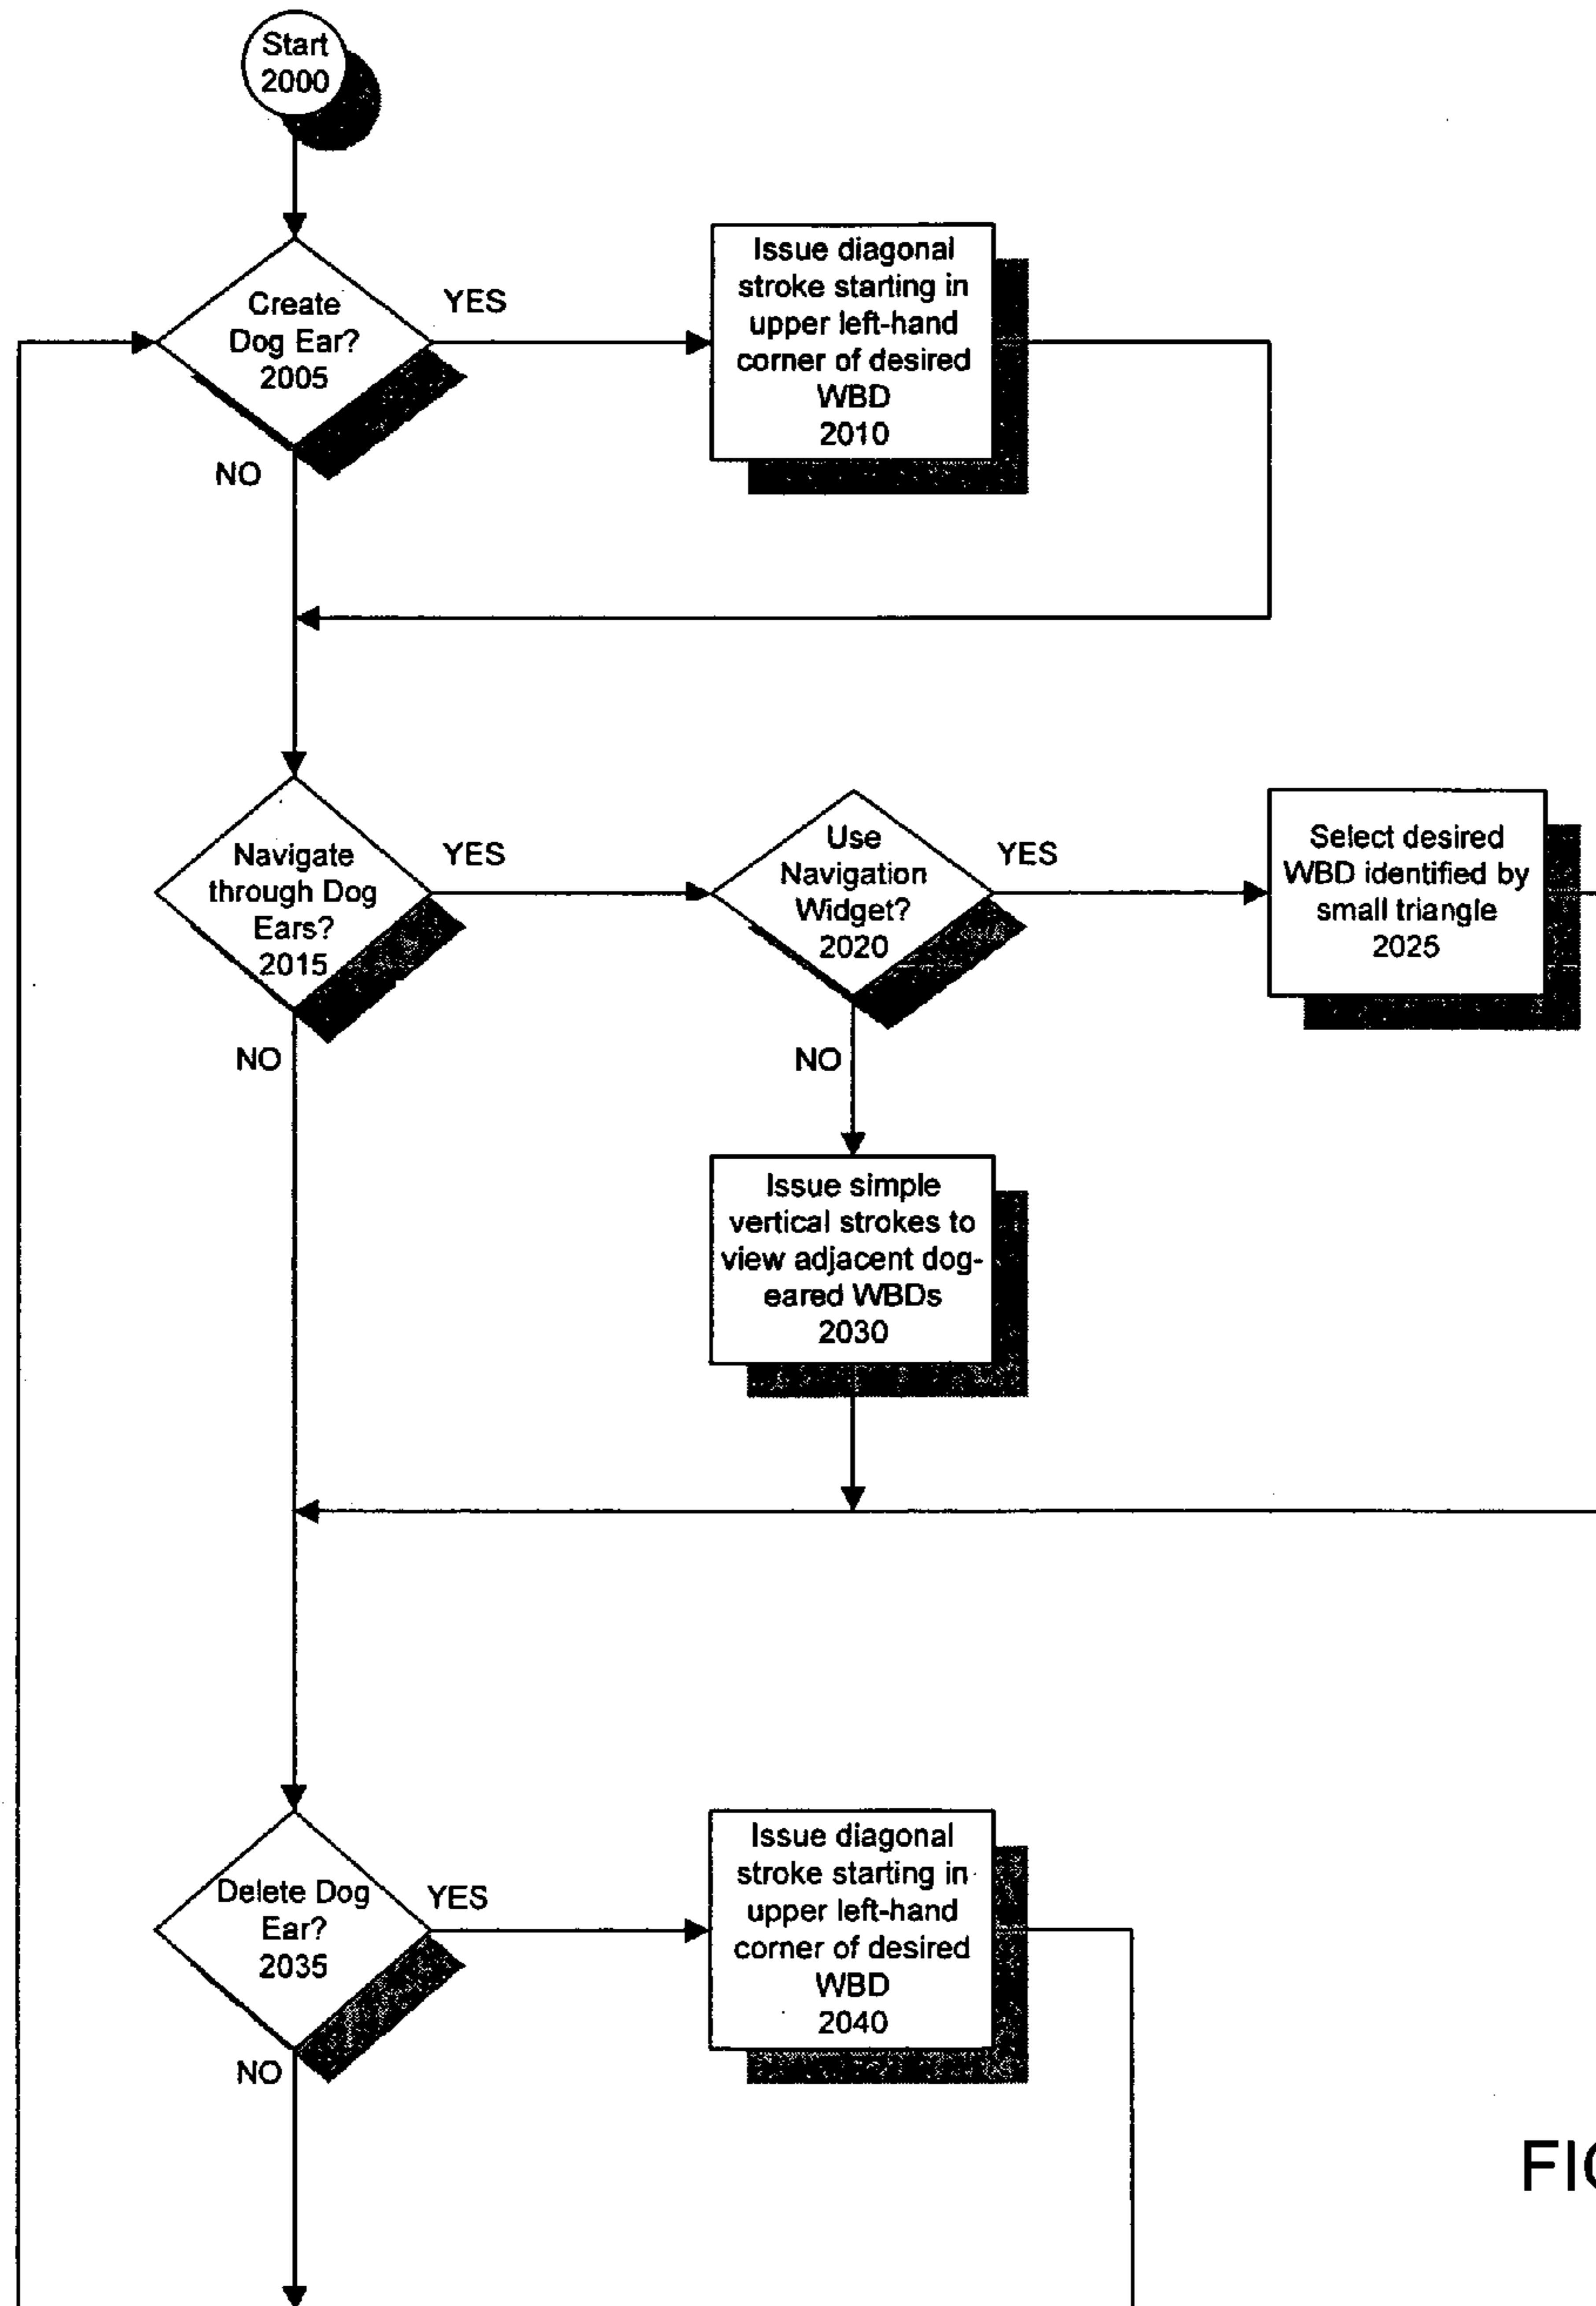 Start
2000
Create
Dog Ear?
2005
YES
NO
Issue diagonal
stroke starting in
upper left-hand
corner of desired
WBD
2010
Navigate
through Dog
Ears?
2015
YES
NO
Use
Navigation
Widget?
2020
YES
NO
Select desired
WBD identified by
small triangle
2025
Issue simple
vertical strokes to
view adjacent dog-
eared WBDs
2030
Delete Dog
Ear?
2035
YES
NO
Issue diagonal
stroke starting in
upper left-hand
corner of desired
WBD
2040